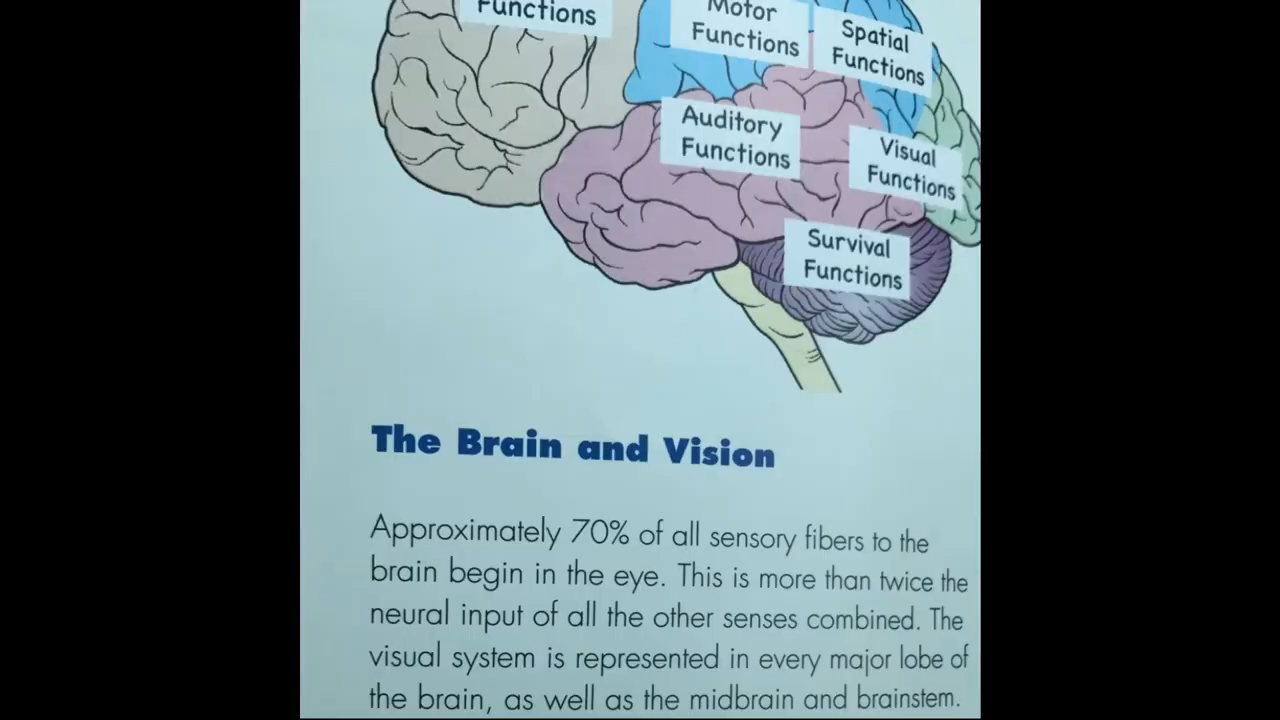 Functions
Motor
Functions
Spatial
Functions
Auditory
Functions
Visual
Functions
Survival
Functions
The Brain and Vision
Approximately 70% of all sensory fibers to the
brain begin in the eye. This is more than twice the
neural input of all the other senses combined. The
visual system is represented in every major lobe of
the brain, as well as the midbrain and brainstem.